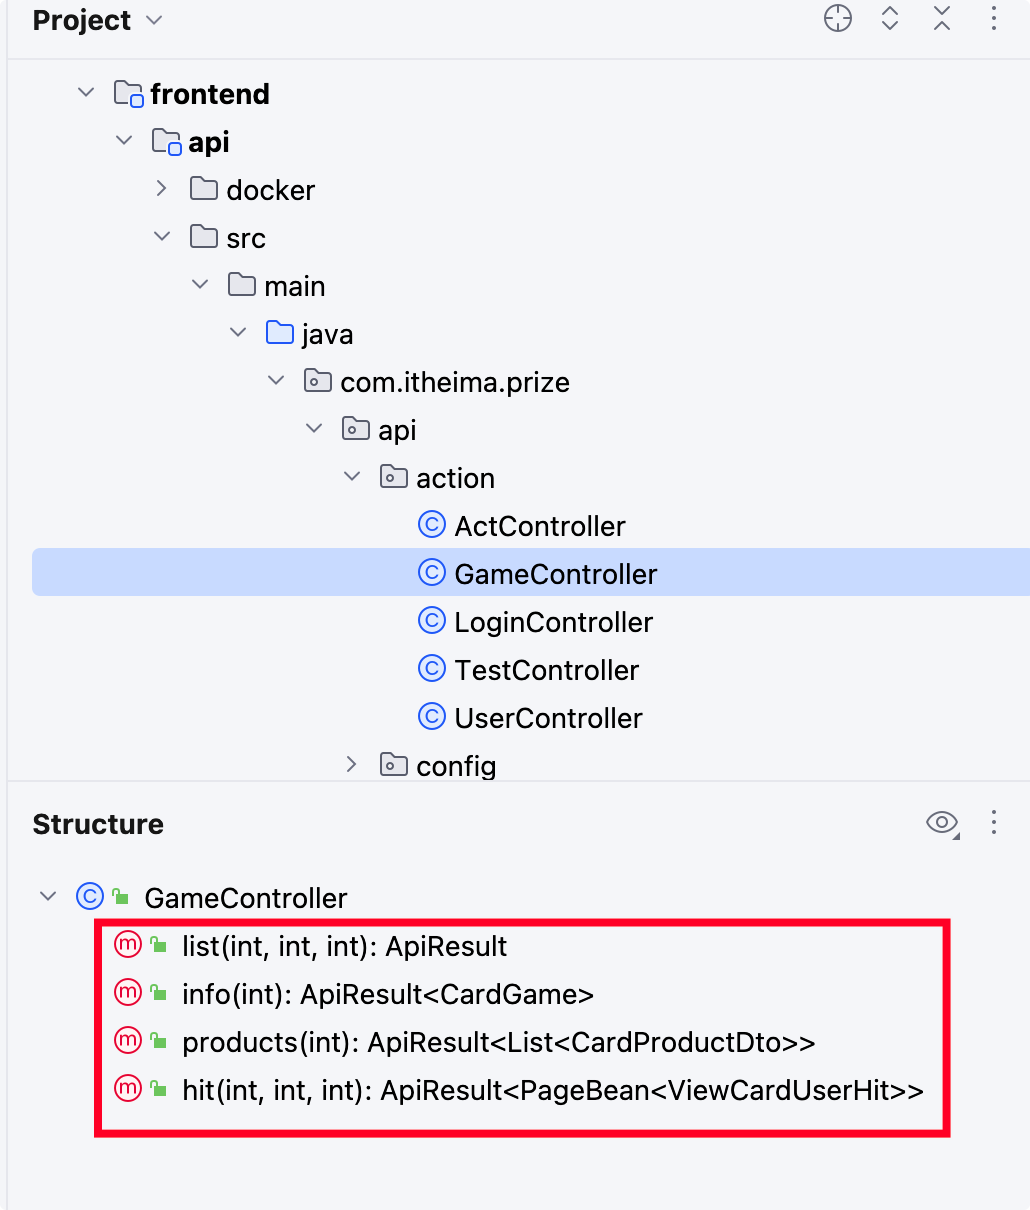 Project
frontend
api
docker
src
main
java
com.itheima.prize
api
action
ActController
GameController
LoginController
TestController
UserController
config
Structure
GameController
list(int, int, int): ApiResult
info(int): ApiResult<CardGame>
products(int): ApiResult<List<CardProductDto>>
hit(int, int, int): ApiResult<PageBean<ViewCardUserHit>>